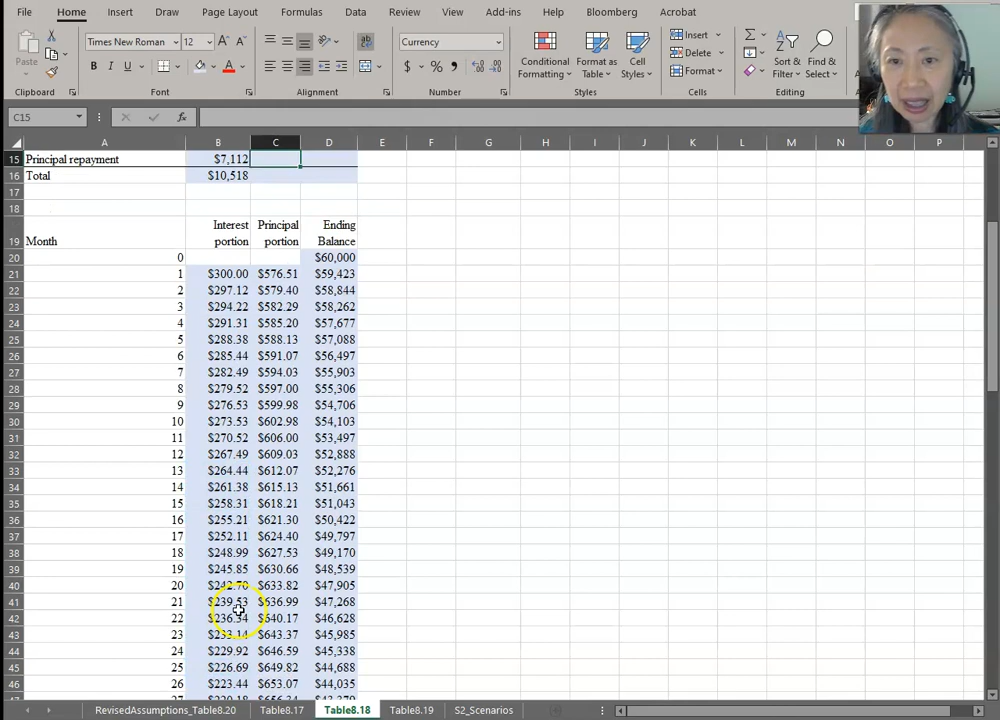 File Home Insert Draw Page Layout Formulas Data Review View Add-ins Help Bloomberg Acrobat
Paste Times New Roman 12 A A ab Currency Conditional Format as Cell Insert Sort & Find &
B I U A $ % , Formatting Table Styles Delete Filter Select
Format
Clipboard Font Alignment Number Styles Cells Editing
C15 fx
A B C D E F G H I J K L M N O P
15 Principal repayment $7,112
16 Total $10,518
17
18
Interest Principal Ending
19 Month portion portion Balance
20 0 $60,000
21 1 $300.00 $576.51 $59,423
22 2 $297.12 $579.40 $58,844
23 3 $294.22 $582.29 $58,262
24 4 $291.31 $585.20 $57,677
25 5 $288.38 $588.13 $57,088
26 6 $285.44 $591.07 $56,497
27 7 $282.49 $594.03 $55,903
28 8 $279.52 $597.00 $55,306
29 9 $276.53 $599.98 $54,706
30 10 $273.53 $602.98 $54,103
31 11 $270.52 $606.00 $53,497
32 12 $267.49 $609.03 $52,888
33 13 $264.44 $612.07 $52,276
34 14 $261.38 $615.13 $51,661
35 15 $258.31 $618.21 $51,043
36 16 $255.21 $621.30 $50,422
37 17 $252.11 $624.40 $49,797
38 18 $248.99 $627.53 $49,170
39 19 $245.85 $630.66 $48,539
40 20 $242.70 $633.82 $47,905
41 21 $239.53 $636.99 $47,268
42 22 $236.34 $640.17 $46,628
43 23 $233.14 $643.37 $45,985
44 24 $229.92 $646.59 $45,338
45 25 $226.69 $649.82 $44,688
46 26 $223.44 $653.07 $44,035
RevisedAssumptions_Table8.20 Table8.17 Table8.18 Table8.19 S2_Scenarios